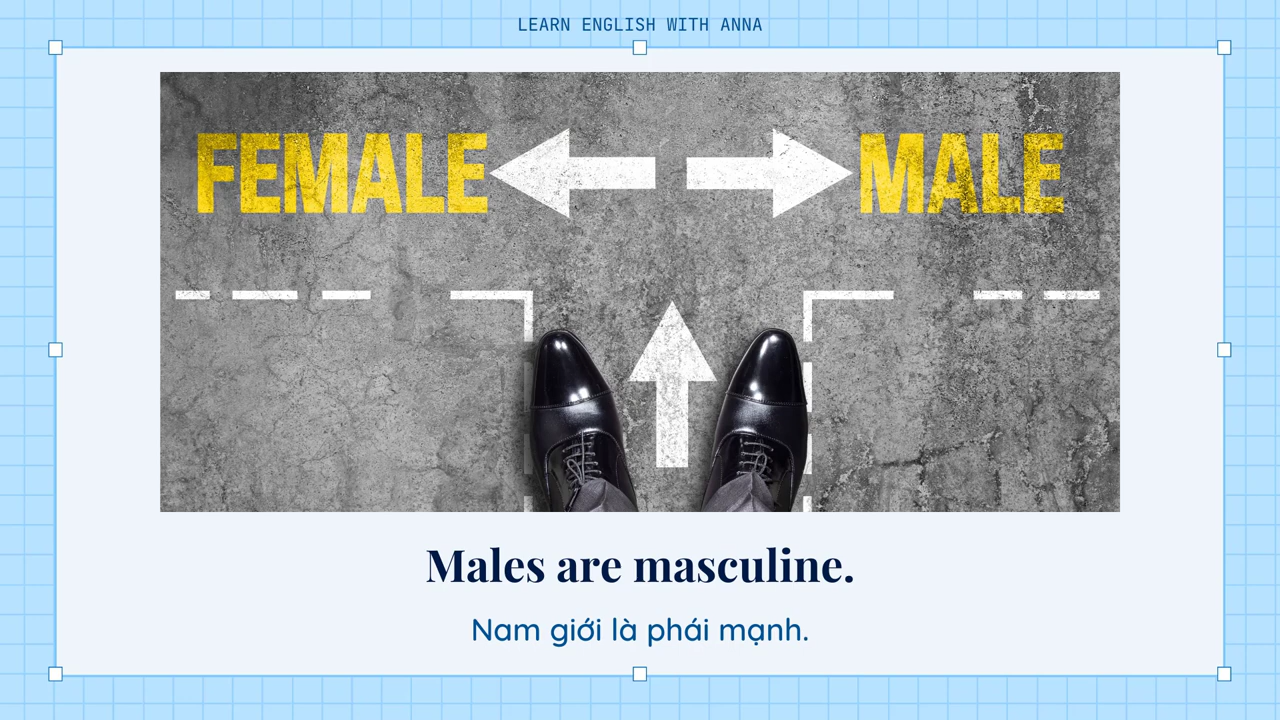 LEARN ENGLISH WITH ANNA
FEMALE MALE
Males are masculine.
Nam giới là phái mạnh.